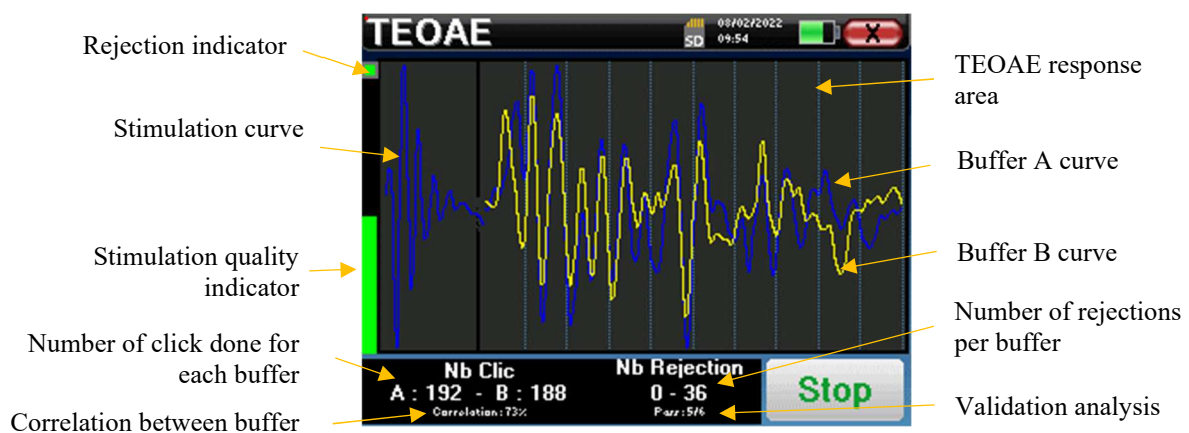 TEOAE
SD
08/02/2022
09:54
X
Rejection indicator
Stimulation curve
Stimulation quality
indicator
Number of click done for
each buffer
Correlation between buffer
TEOAE response
area
Buffer A curve
Buffer B curve
Number of rejections
per buffer
Validation analysis
Nb Clic
A : 192 - B : 188
Correlation : 73%
Nb Rejection
0 - 36
Pass : 5/6
Stop